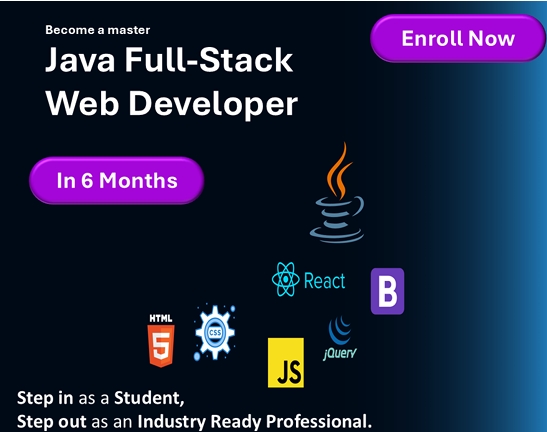 Become a master
Enroll Now
Java Full-Stack
Web Developer
In 6 Months
React
B
HTML
5
CSS
JS
jQuery
Step in as a Student,
Step out as an Industry Ready Professional.